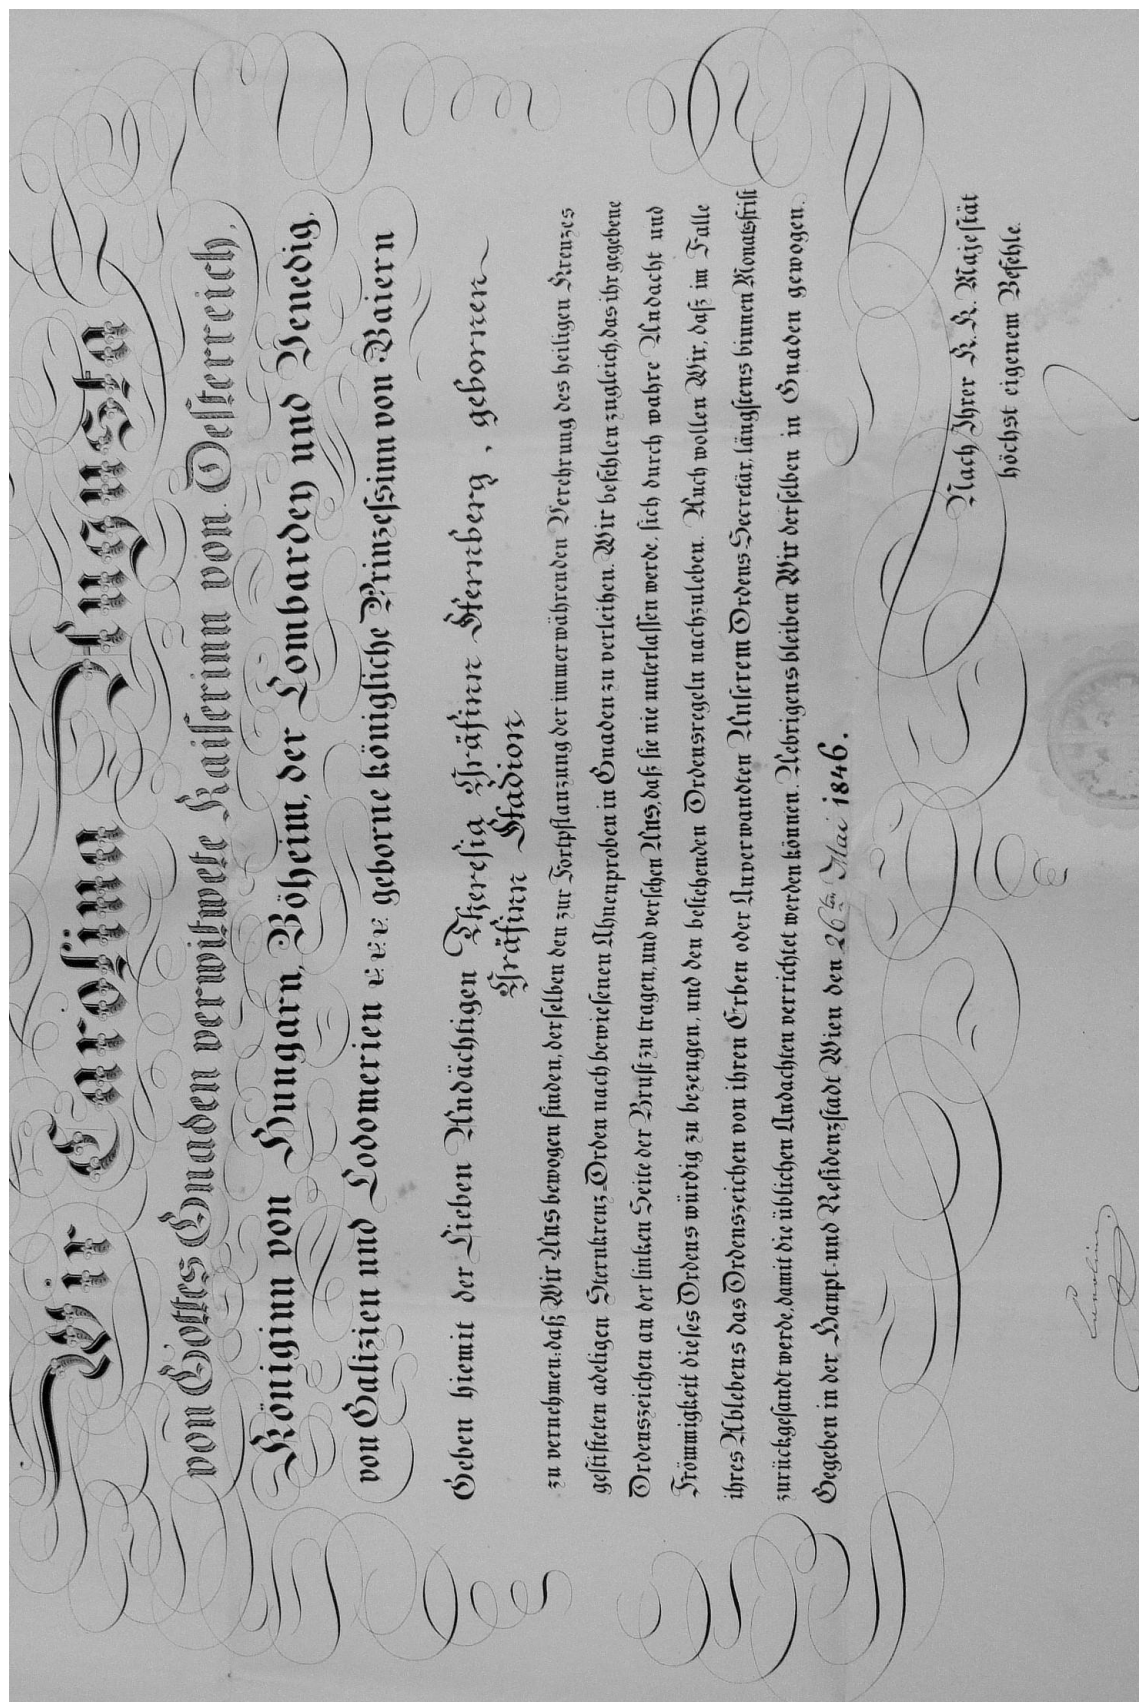 Wir Carolina Augusta
von Gottes Gnaden verwitwete Kaiserinn von Oesterreich,
Königinn von Hungarn, Böheim, der Lombardey und Venedig,
von Galizien und Lodomerien &c.&c.&c. geborne königliche Prinzessinn von Baiern
Geben hiemit der Lieben Andächtigen Theresia Gräfinn Sternberg, gebornen
Gräfinn Stadion
zu vernehmen: daß Wir Uns bewogen finden, derselben den zur Fortpflanzung der immerwährenden Verehrung des heiligen Kreuzes
gestifteten adeligen Sternkreuz-Orden nach bewiesenen Ahnenproben in Gnaden zu verleihen. Wir befehlen zugleich, das ihr gegebene
Ordenszeichen an der linken Seite der Brust zu tragen, und versehen Uns, daß sie nie unterlassen werde, sich durch wahre Andacht und
Frömmigkeit dieses Ordens würdig zu bezeugen, und den bestehenden Ordensregeln nachzuleben. Auch wollen Wir, daß im Falle
ihres Ablebens das Ordenszeichen von ihren Erben oder Anverwandten Unserem Ordens Secretär, längstens binnen Monatsfrist
zurückgesandt werde, damit die üblichen Andachten verrichtet werden können. Uebrigens bleiben Wir derselben in Gnaden gewogen.
Gegeben in der Haupt- und Residenzstadt Wien den 26ten Mai 1846.
Nach Ihrer K.K. Majestät
höchst eigenem Befehle.